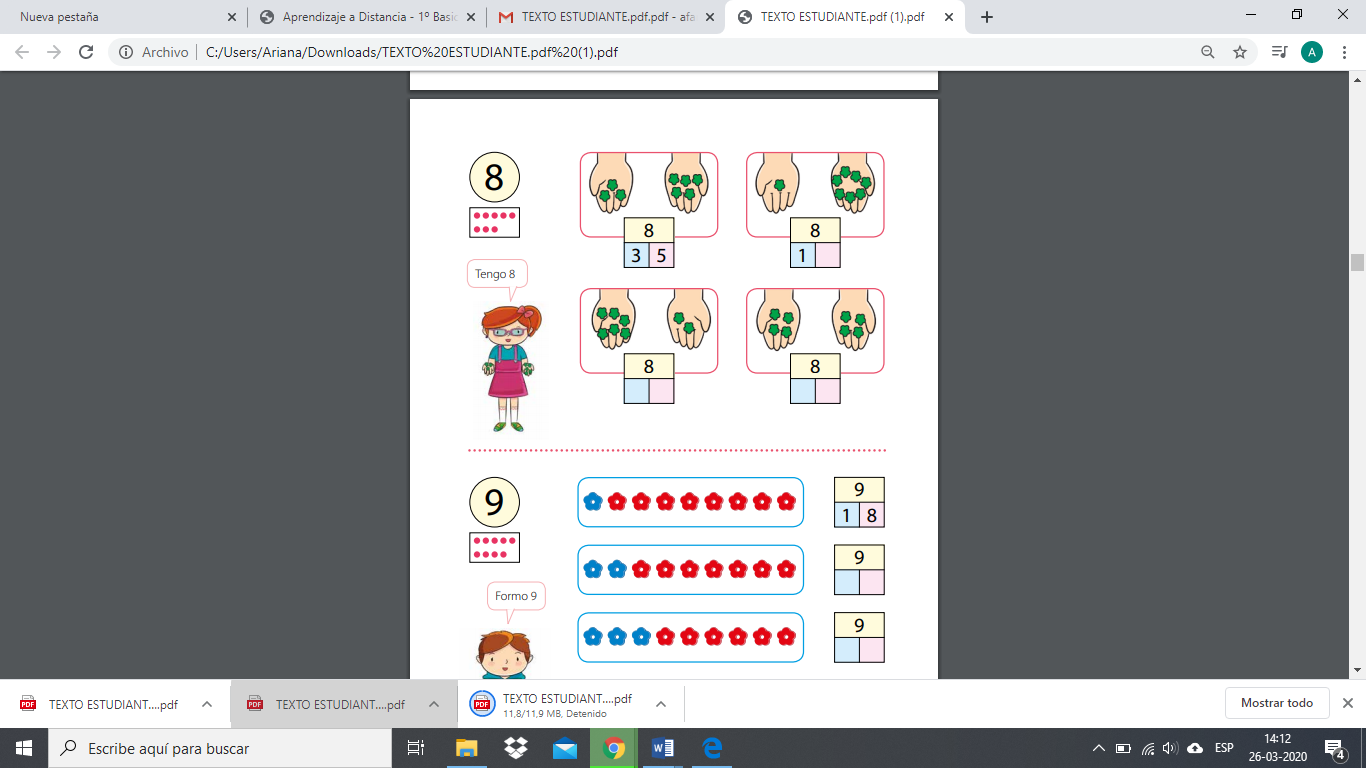 Nueva pestaña
Aprendizaje a Distancia - 1º Basic
TEXTO ESTUDIANTE.pdf.pdf - afa
TEXTO ESTUDIANTE.pdf (1).pdf
Archivo
C:/Users/Ariana/Downloads/TEXTO%20ESTUDIANTE.pdf%20(1).pdf
A
8
8
3 5
8
1
Tengo 8
8
8
9
9
1 8
9
Formo 9
9
PDF TEXTO ESTUDIANT....pdf
PDF TEXTO ESTUDIANT....pdf
PDF TEXTO ESTUDIANT....pdf
11,8/11,9 MB, Detenido
Mostrar todo
Escribe aquí para buscar
ESP
14:12
26-03-2020
4